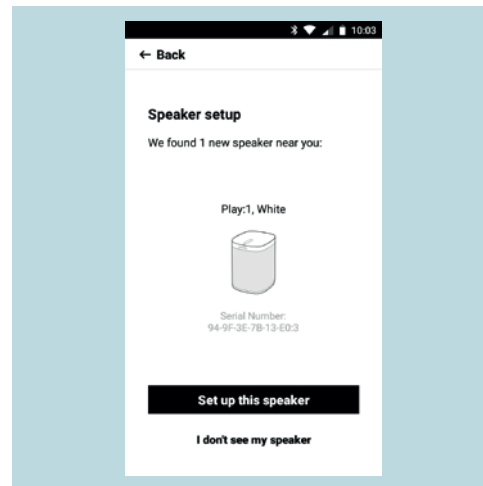 10:03
← Back
Speaker setup
We found 1 new speaker near you:
Play:1, White
Serial Number:
94-9F-3E-7B-13-E0:3
Set up this speaker
I don't see my speaker